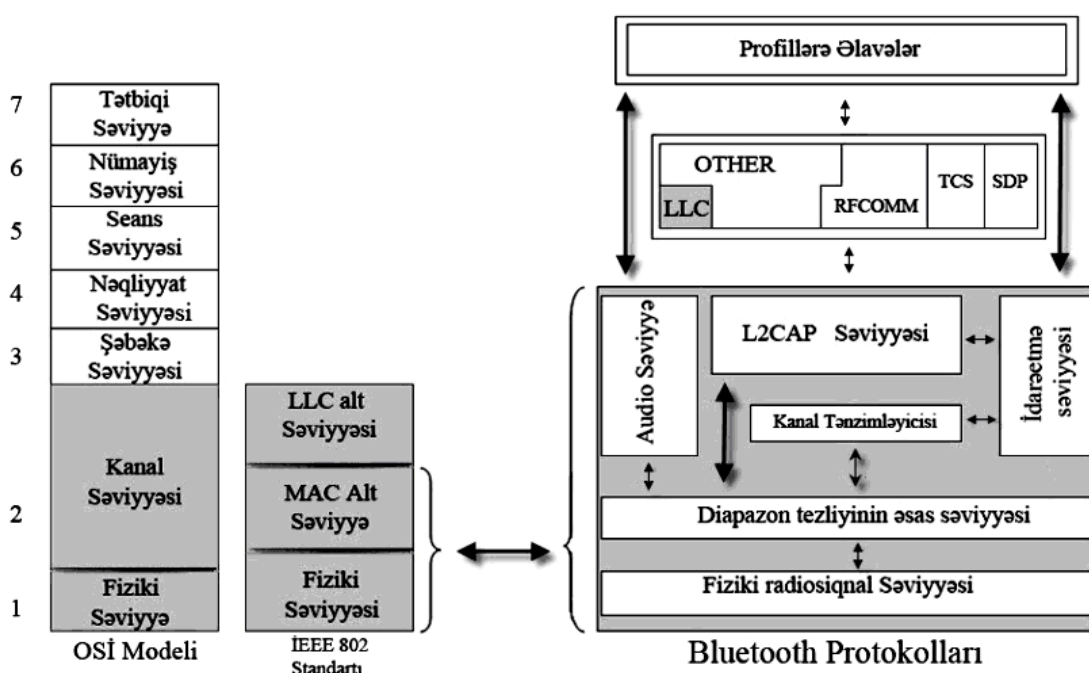 7
Tətbiqi
Səviyyə
6
Nümayiş
Səviyyəsi
5
Seans
Səviyyəsi
4
Nəqliyyat
Səviyyəsi
3
Şəbəkə
Səviyyəsi
2
Kanal
Səviyyəsi
1
Fiziki
Səviyyə
OSİ Modeli
LLC alt
Səviyyəsi
MAC Alt
Səviyyə
Fiziki
Səviyyəsi
İEEE 802
Standartı
Profillərə Əlavələr
OTHER
LLC
RFCOMM
TCS
SDP
Audio Səviyyə
L2CAP Səviyyəsi
İdarəetmə
səviyyəsi
Kanal Tənzimləyicisi
Diapazon tezliyinin əsas səviyyəsi
Fiziki radiosiqnal Səviyyəsi
Bluetooth Protokolları